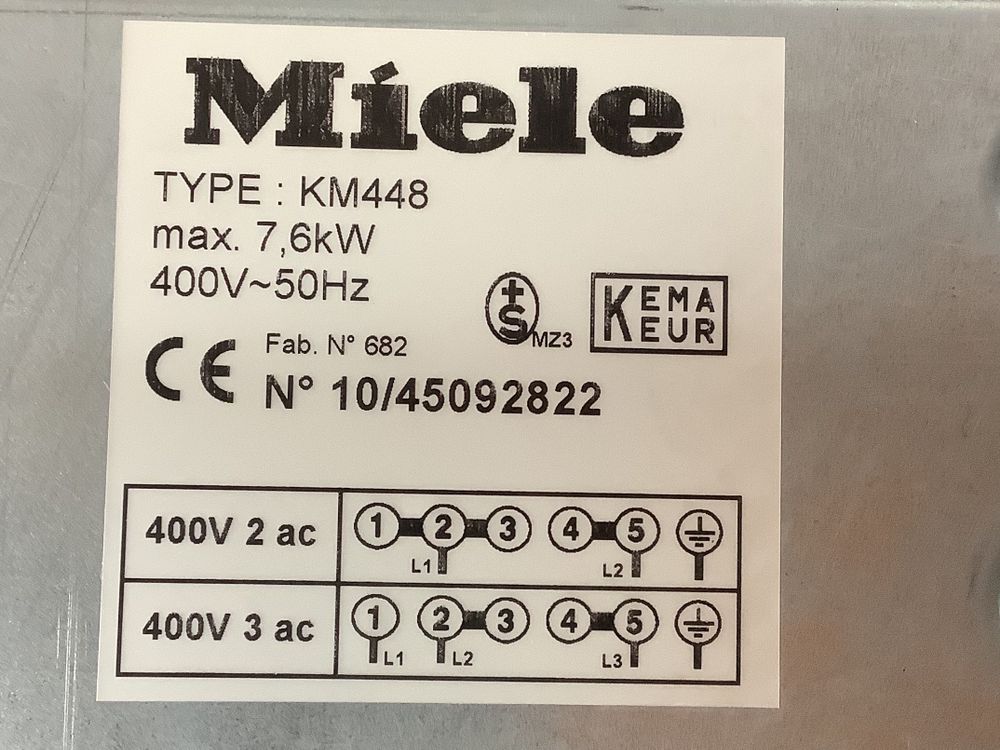 Miele
TYPE : KM448
max. 7,6kW
400V~50Hz
+S MZ3
KEMA
EUR
CE
Fab. N° 682
N° 10/45092822
400V 2 ac 1 2 3 4 5
L1 L2
400V 3 ac 1 2 3 4 5
L1 L2 L3